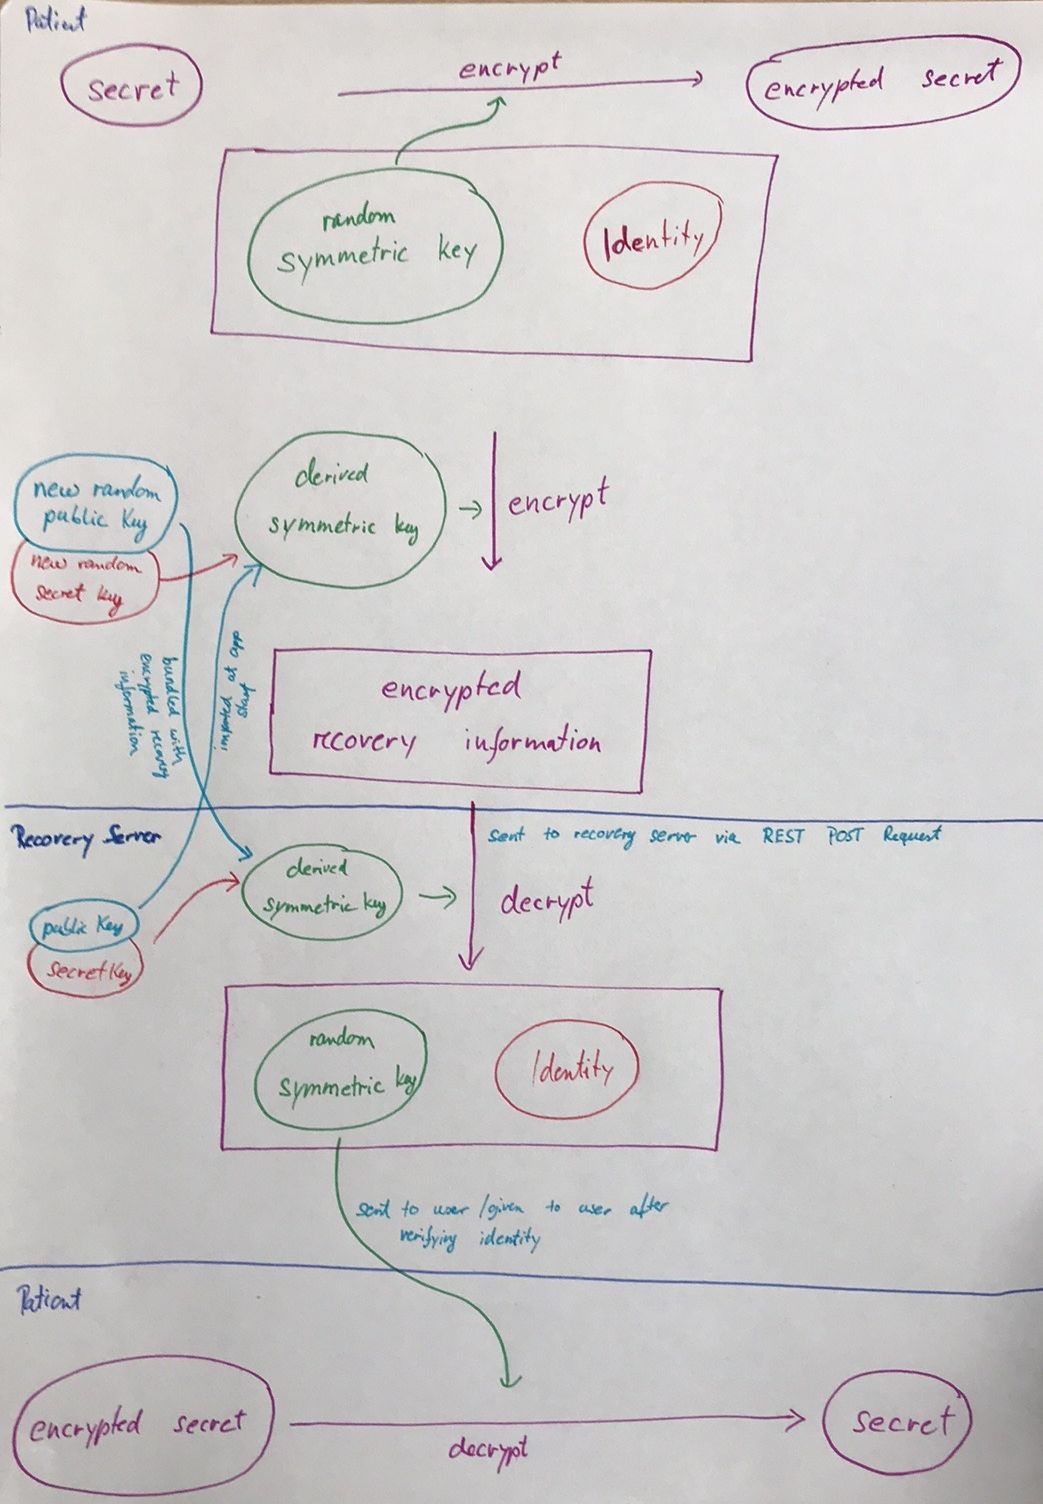 Patient
secret
encrypt
encrypted secret
random
symmetric key
Identity
derived
symmetric key
encrypt
new random
public Key
new random
secret key
bundled with
encrypted recovery
information
shipped
app
encrypted
recovery information
Recovery Server
sent to recovery server via REST POST Request
derived
symmetric key
decrypt
public Key
secret Key
random
symmetric key
Identity
sent to user / given to user after
verifying identity
Patient
encrypted secret
decrypt
secret